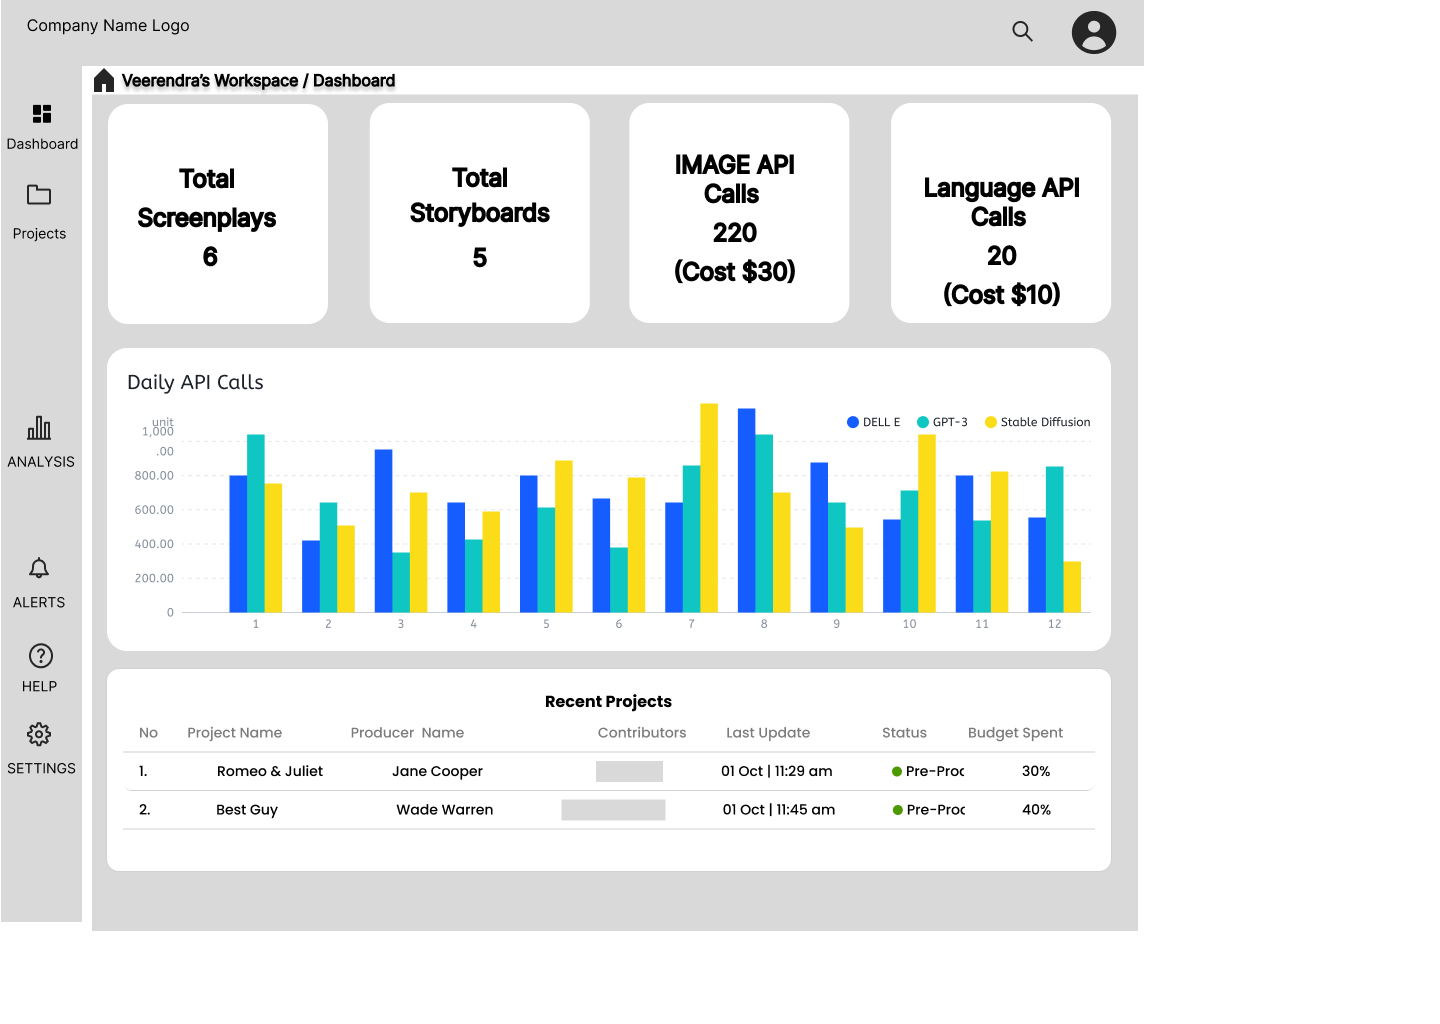 Company Name Logo
Veerendra's Workspace / Dashboard
Dashboard
Projects
ANALYSIS
ALERTS
HELP
SETTINGS
Total
Screenplays
6
Total
Storyboards
5
IMAGE API
Calls
220
(Cost $30)
Language API
Calls
20
(Cost $10)
Daily API Calls
DELL E GPT-3 Stable Diffusion
unit
1,000
.00
800.00
600.00
400.00
200.00
0
1 2 3 4 5 6 7 8 9 10 11 12
Recent Projects
No Project Name Producer Name Contributors Last Update Status Budget Spent
1. Romeo & Juliet Jane Cooper 01 Oct | 11:29 am Pre-Proc 30%
2. Best Guy Wade Warren 01 Oct | 11:45 am Pre-Proc 40%